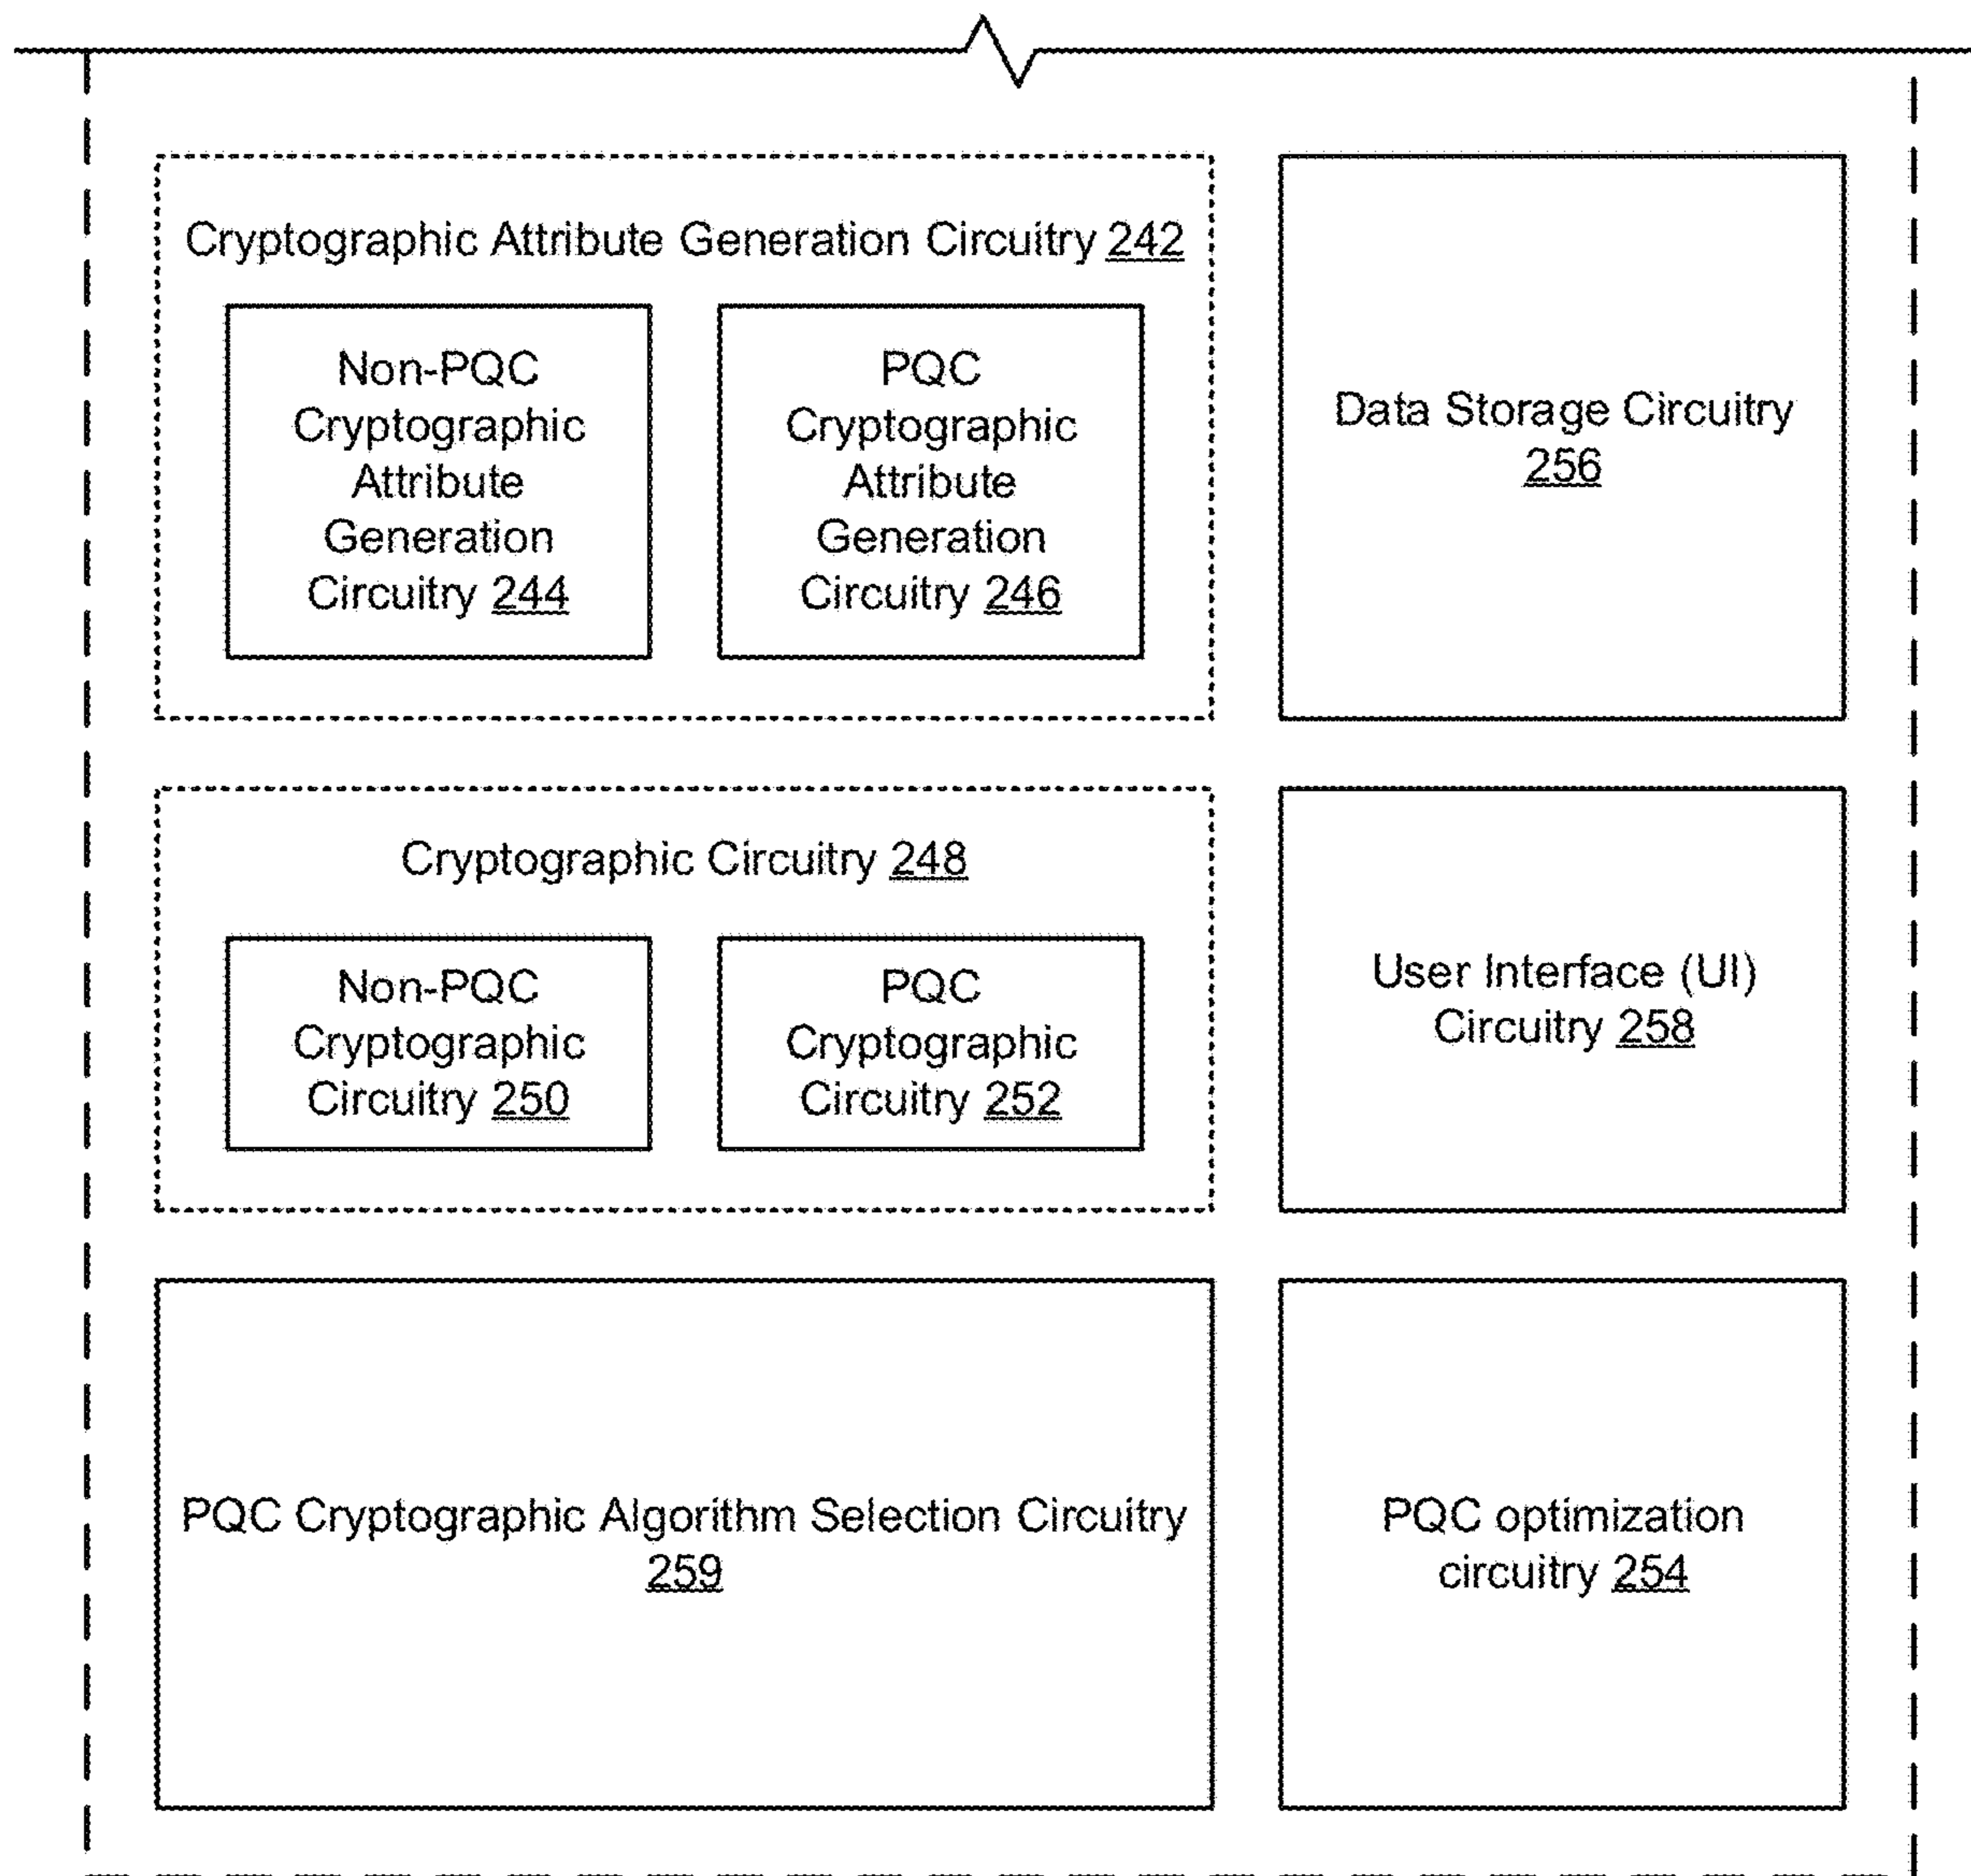 Cryptographic Attribute Generation Circuitry 242
Non-PQC
Cryptographic
Attribute
Generation
Circuitry 244
PQC
Cryptographic
Attribute
Generation
Circuitry 246
Data Storage Circuitry
256
Cryptographic Circuitry 248
Non-PQC
Cryptographic
Circuitry 250
PQC
Cryptographic
Circuitry 252
User Interface (UI)
Circuitry 258
PQC Cryptographic Algorithm Selection Circuitry
259
PQC optimization
circuitry 254